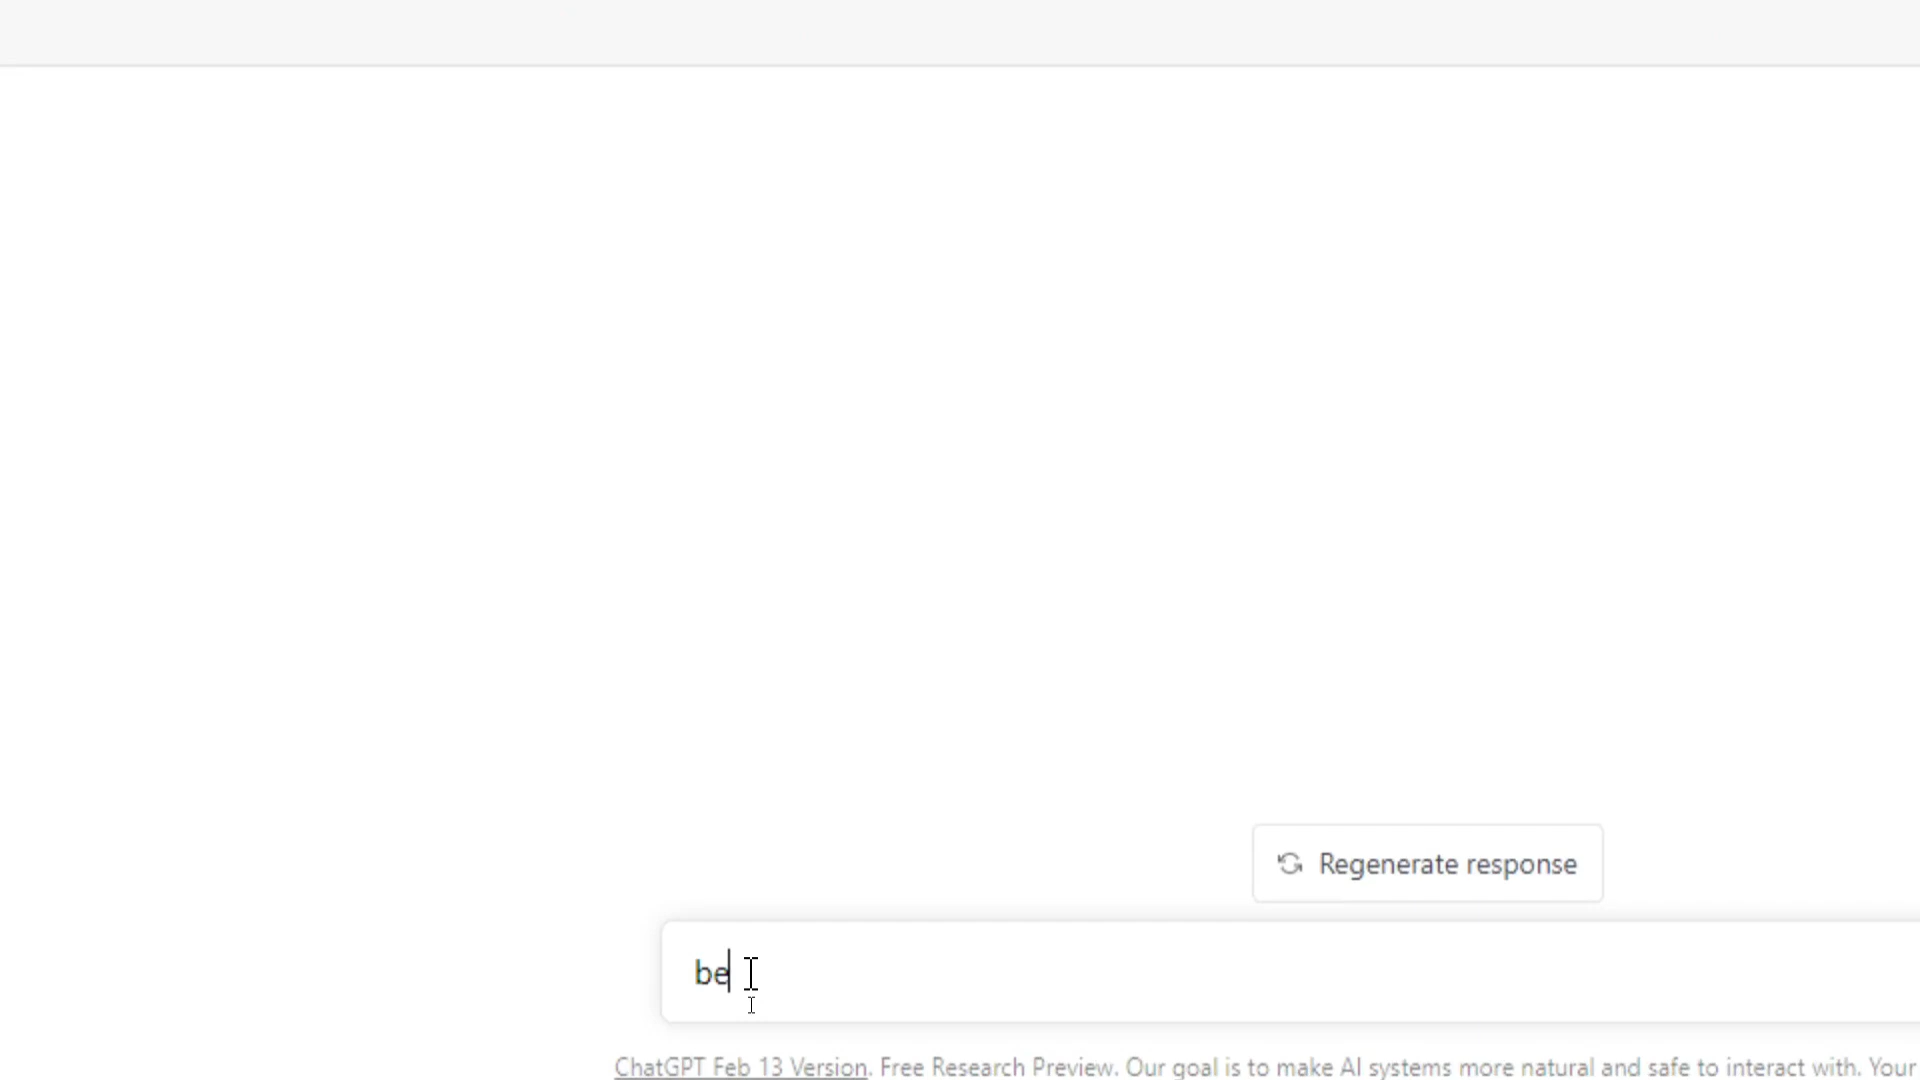 Regenerate response
be
ChatGPT Feb 13 Version. Free Research Preview. Our goal is to make AI systems more natural and safe to interact with. Your